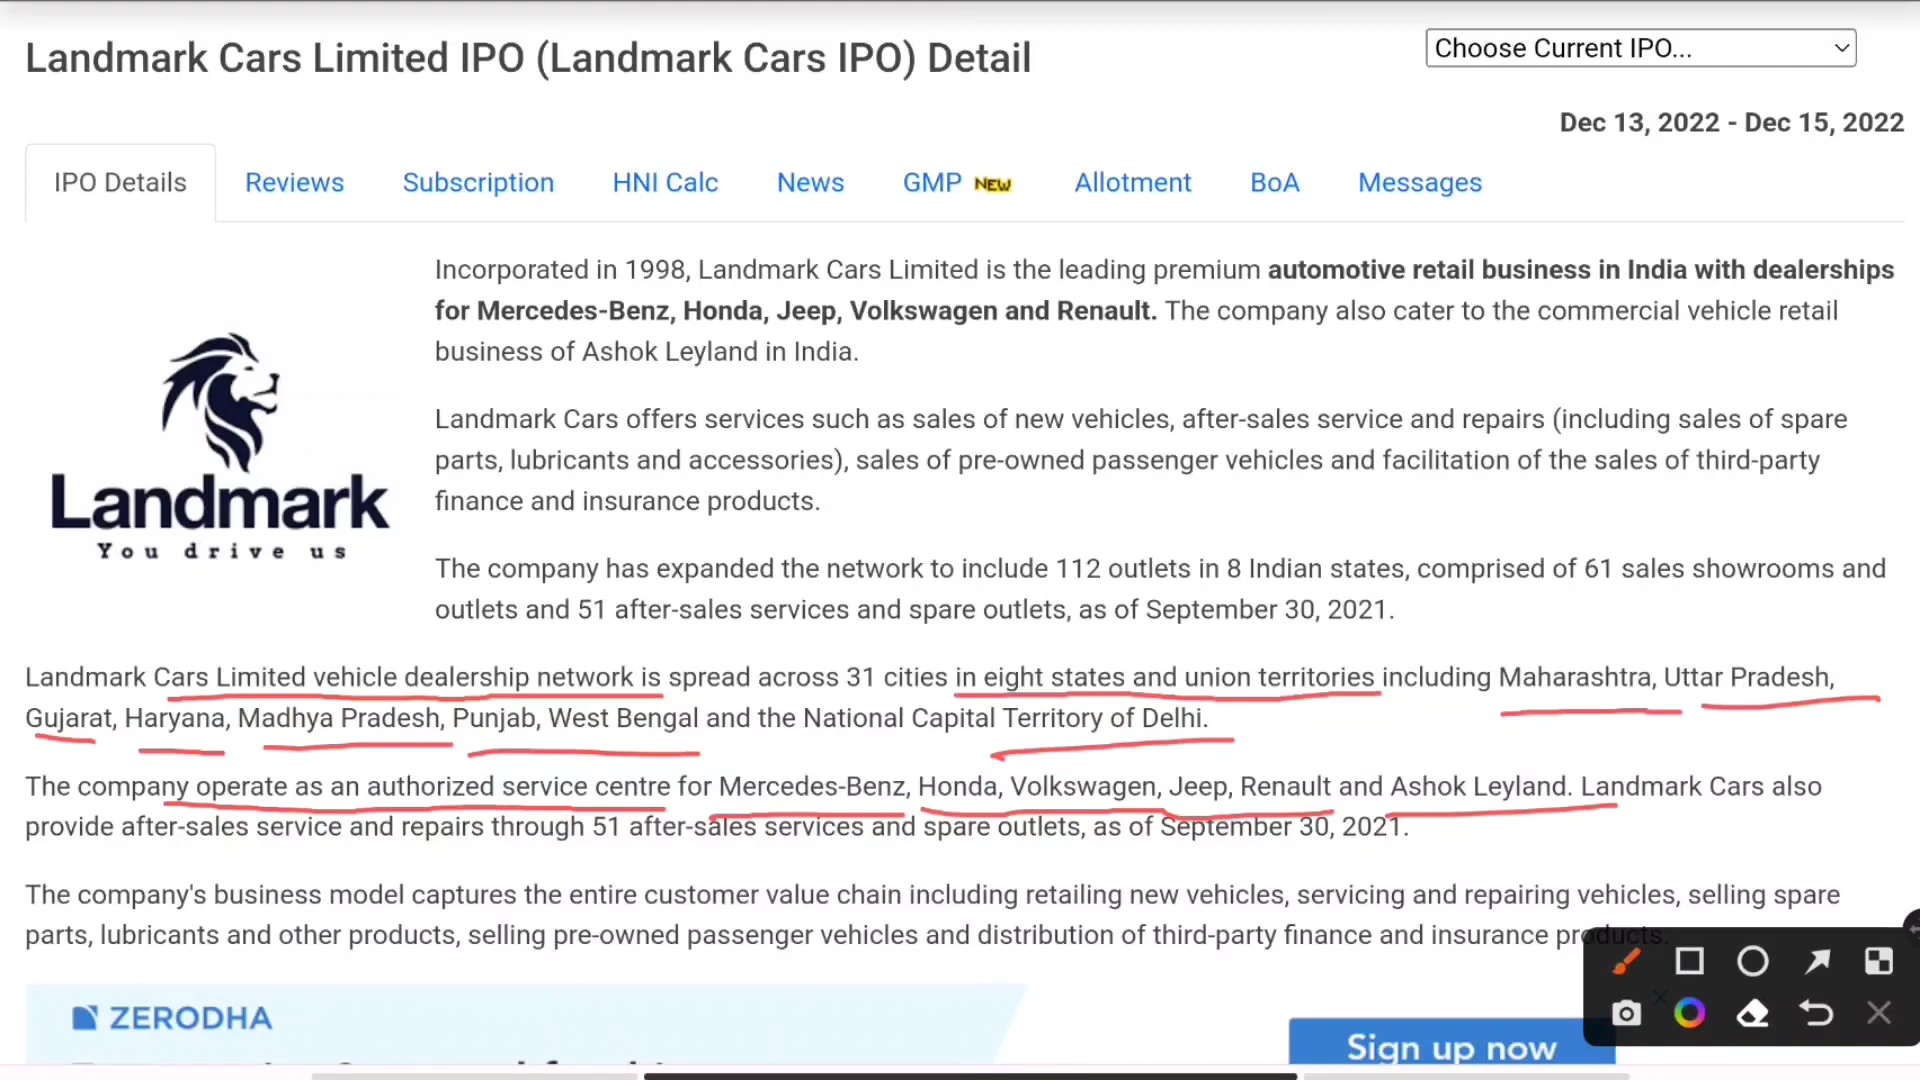 Landmark Cars Limited IPO (Landmark Cars IPO) Detail
Choose Current IPO...
Dec 13, 2022 - Dec 15, 2022
IPO Details
Reviews
Subscription
HNI Calc
News
GMP NEW
Allotment
BoA
Messages
Landmark
You drive us
Incorporated in 1998, Landmark Cars Limited is the leading premium automotive retail business in India with dealerships
for Mercedes-Benz, Honda, Jeep, Volkswagen and Renault. The company also cater to the commercial vehicle retail
business of Ashok Leyland in India.
Landmark Cars offers services such as sales of new vehicles, after-sales service and repairs (including sales of spare
parts, lubricants and accessories), sales of pre-owned passenger vehicles and facilitation of the sales of third-party
finance and insurance products.
The company has expanded the network to include 112 outlets in 8 Indian states, comprised of 61 sales showrooms and
outlets and 51 after-sales services and spare outlets, as of September 30, 2021.
Landmark Cars Limited vehicle dealership network is spread across 31 cities in eight states and union territories including Maharashtra, Uttar Pradesh,
Gujarat, Haryana, Madhya Pradesh, Punjab, West Bengal and the National Capital Territory of Delhi.
The company operate as an authorized service centre for Mercedes-Benz, Honda, Volkswagen, Jeep, Renault and Ashok Leyland. Landmark Cars also
provide after-sales service and repairs through 51 after-sales services and spare outlets, as of September 30, 2021.
The company's business model captures the entire customer value chain including retailing new vehicles, servicing and repairing vehicles, selling spare
parts, lubricants and other products, selling pre-owned passenger vehicles and distribution of third-party finance and insurance products.
ZERODHA
Sign up now